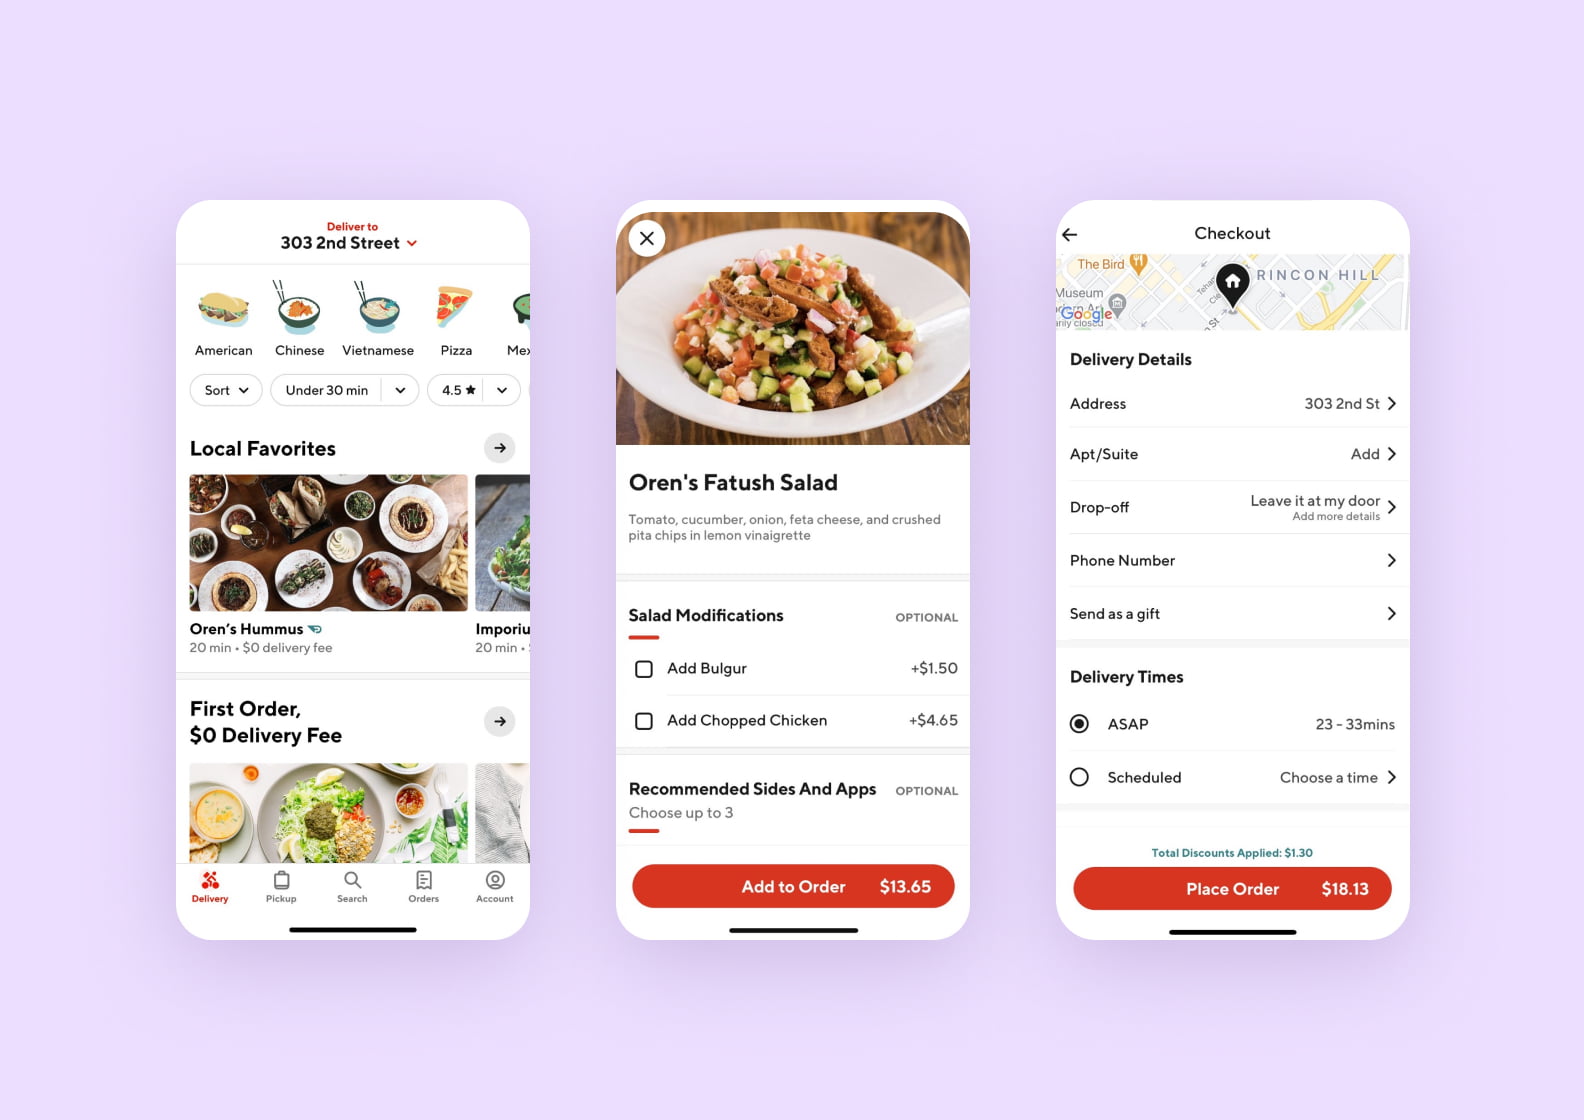 Deliver to
303 2nd Street
American
Chinese
Vietnamese
Pizza
Mex
Sort
Under 30 min
4.5
Local Favorites
Oren's Hummus
20 min • $0 delivery fee
Imporiu
20 min •
First Order,
$0 Delivery Fee
Delivery
Pickup
Search
Orders
Account
Oren's Fatush Salad
Tomato, cucumber, onion, feta cheese, and crushed
pita chips in lemon vinaigrette
Salad Modifications
OPTIONAL
Add Bulgur
+$1.50
Add Chopped Chicken
+$4.65
Recommended Sides And Apps
OPTIONAL
Choose up to 3
Add to Order
$13.65
Checkout
The Bird
RINCON HILL
Museum
Google
Delivery Details
Address
303 2nd St
Apt/Suite
Add
Drop-off
Leave it at my door
Add more details
Phone Number
Send as a gift
Delivery Times
ASAP
23 - 33mins
Scheduled
Choose a time
Total Discounts Applied: $1.30
Place Order
$18.13